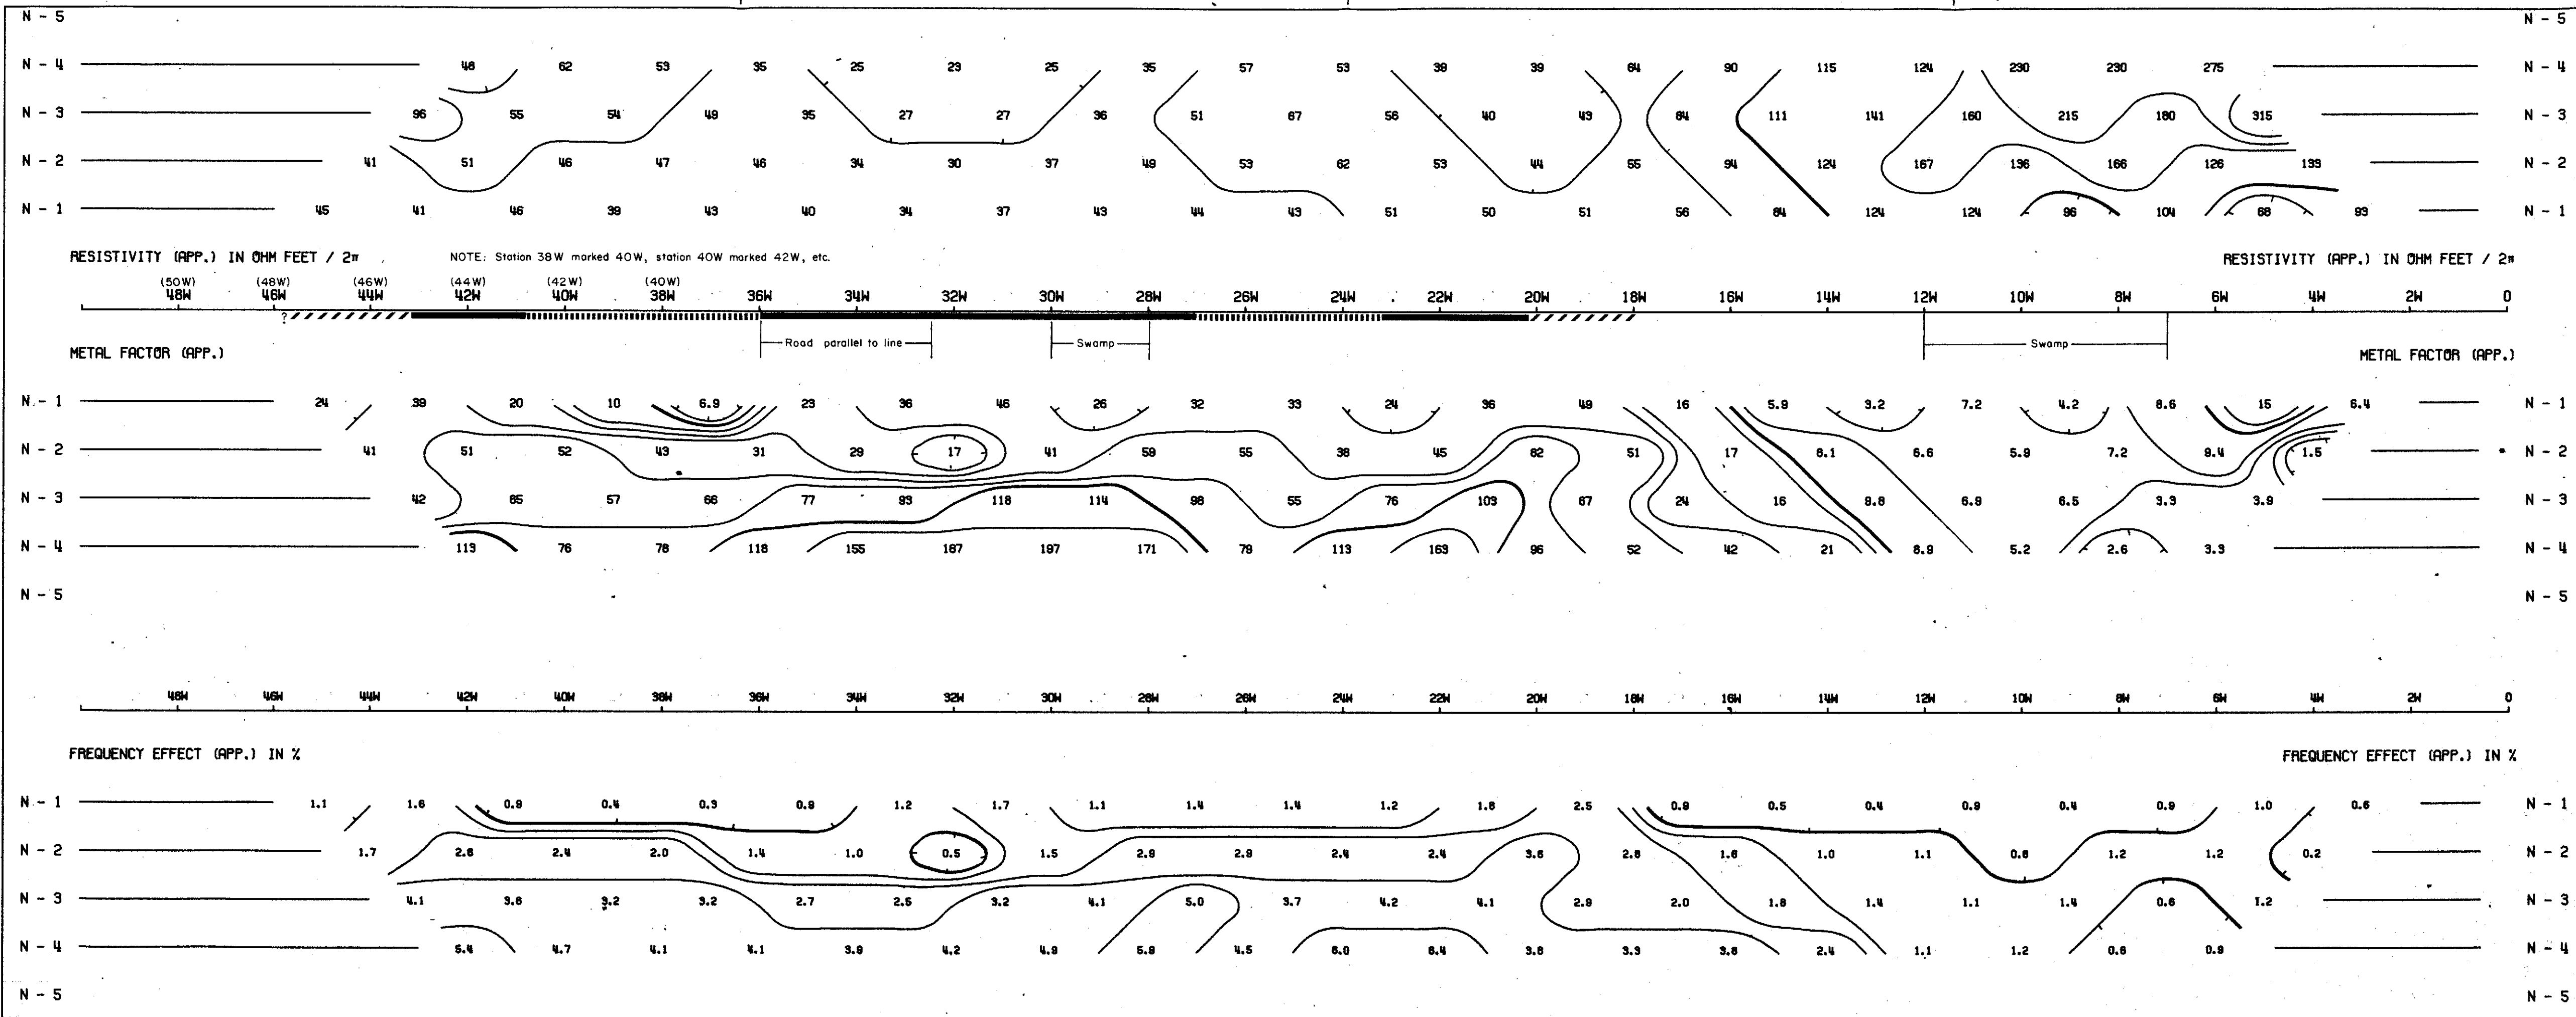 N - 5 N - 5
N - 4 48 62 53 35 25 23 25 35 57 53 38 39 64 90 115 124 230 230 275 N - 4
N - 3 96 55 54 49 35 27 27 36 51 67 56 40 43 84 111 141 160 215 180 315 N - 3
N - 2 41 51 46 47 46 34 30 37 49 53 62 53 44 55 94 124 167 136 166 126 139 N - 2
N - 1 45 41 46 39 43 40 34 37 43 44 43 51 50 51 56 84 124 124 96 104 68 93 N - 1
RESISTIVITY (APP.) IN OHM FEET / 2π NOTE: Station 38W marked 40W, station 40W marked 42W, etc. RESISTIVITY (APP.) IN OHM FEET / 2π
(50W) (48W) (46W) (44W) (42W) (40W)
48W 46W 44W 42W 40W 38W 36W 34W 32W 30W 28W 26W 24W 22W 20W 18W 16W 14W 12W 10W 8W 6W 4W 2W 0
?
Road parallel to line Swamp Swamp
METAL FACTOR (APP.) METAL FACTOR (APP.)
N - 1 24 39 20 10 6.9 23 36 46 26 32 33 24 36 49 16 5.9 3.2 7.2 4.2 8.6 15 6.4 N - 1
N - 2 41 51 52 43 31 29 17 41 59 55 38 45 82 51 17 8.1 6.6 5.9 7.2 9.4 1.5 N - 2
N - 3 42 65 57 66 77 93 118 114 98 55 76 103 67 24 16 9.8 6.9 6.5 3.3 3.9 N - 3
N - 4 113 76 78 118 155 187 197 171 79 113 163 96 52 42 21 8.9 5.2 2.6 3.3 N - 4
N - 5 N - 5
48W 46W 44W 42W 40W 38W 36W 34W 32W 30W 28W 26W 24W 22W 20W 18W 16W 14W 12W 10W 8W 6W 4W 2W 0
FREQUENCY EFFECT (APP.) IN % FREQUENCY EFFECT (APP.) IN %
N - 1 1.1 1.6 0.9 0.4 0.3 0.9 1.2 1.7 1.1 1.4 1.4 1.2 1.8 2.5 0.9 0.5 0.4 0.9 0.4 0.9 1.0 0.6 N - 1
N - 2 1.7 2.6 2.4 2.0 1.4 1.0 0.5 1.5 2.9 2.9 2.4 2.4 3.6 2.8 1.6 1.0 1.1 0.8 1.2 1.2 0.2 N - 2
N - 3 4.1 3.6 3.2 3.2 2.7 2.5 3.2 4.1 5.0 3.7 4.2 4.1 2.9 2.0 1.8 1.4 1.1 1.4 0.6 1.2 N - 3
N - 4 5.4 4.7 4.1 4.1 3.9 4.2 4.9 5.9 4.5 6.0 6.4 3.6 3.3 3.8 2.4 1.1 1.2 0.6 0.9 N - 4
N - 5 N - 5